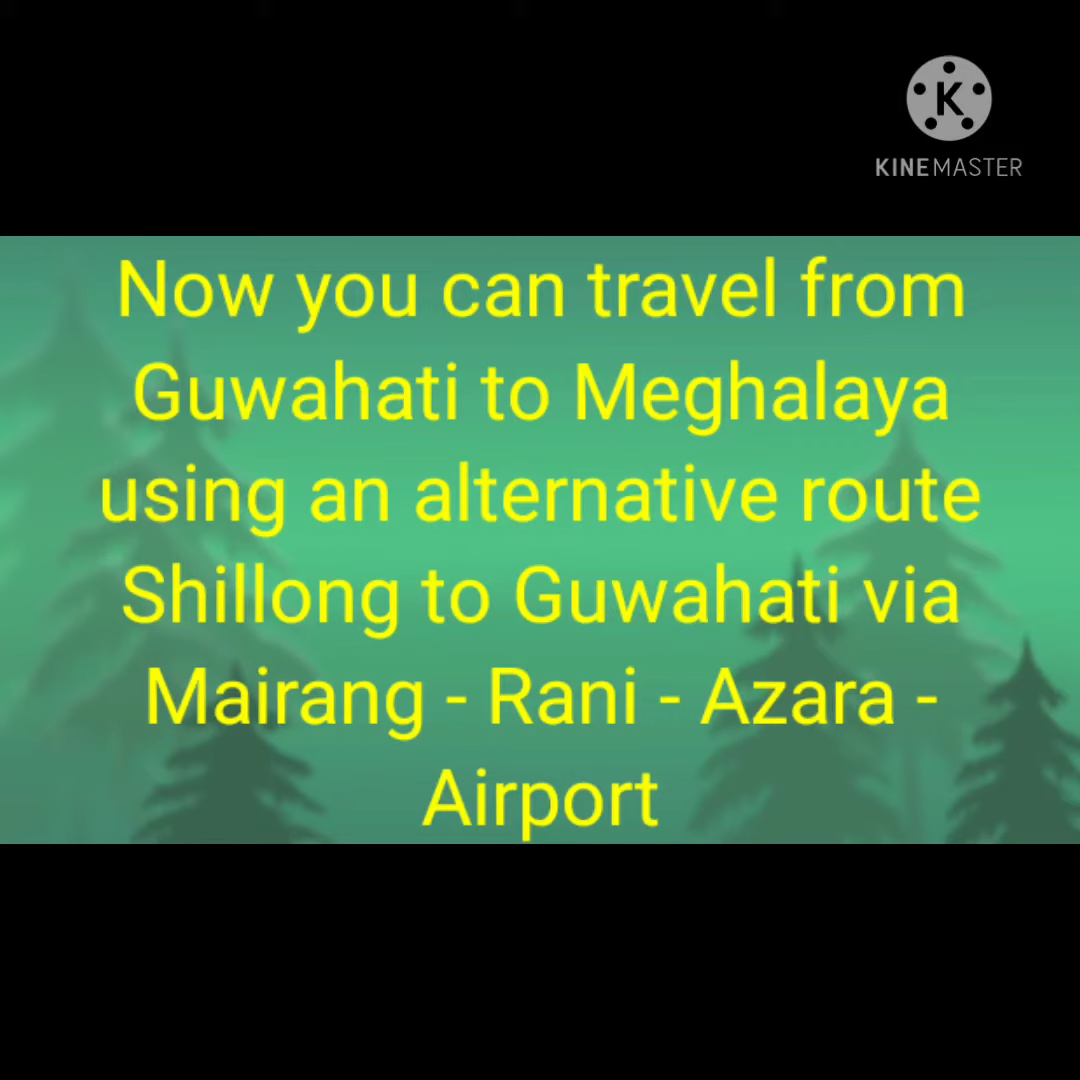 K
KINEMASTER
Now you can travel from
Guwahati to Meghalaya
using an alternative route
Shillong to Guwahati via
Mairang - Rani - Azara -
Airport